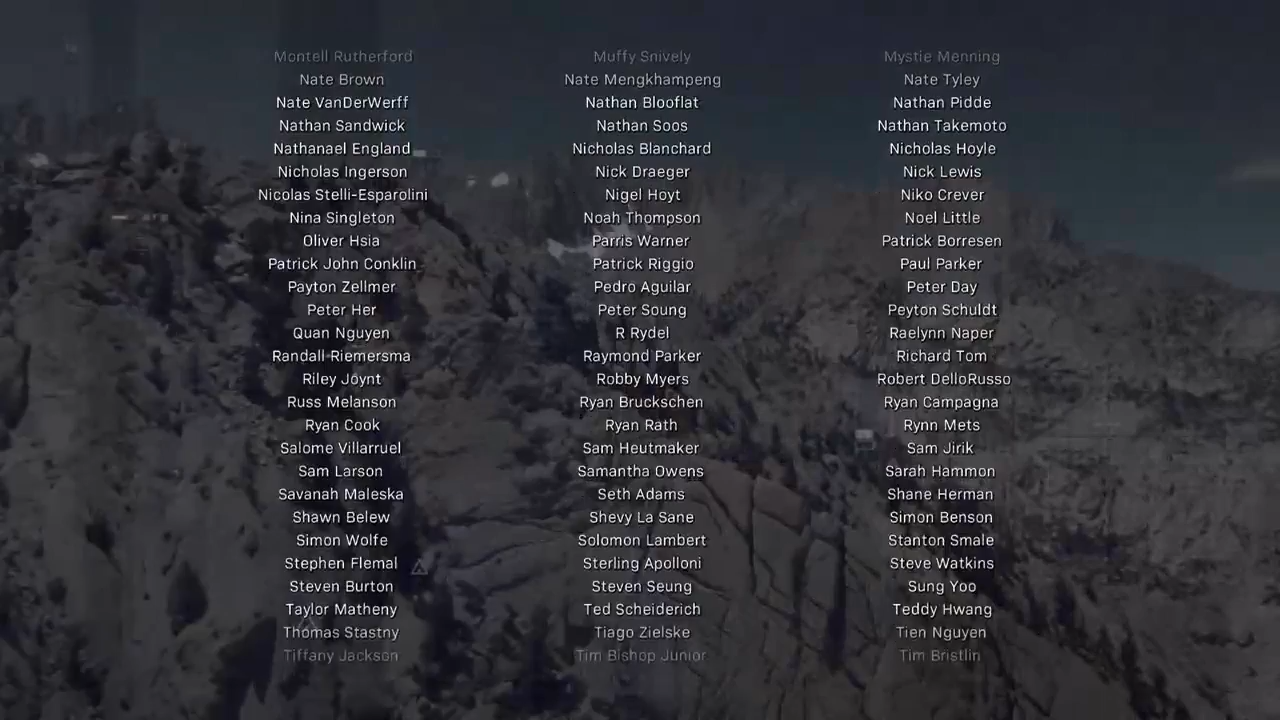 Montell Rutherford Muffy Snively Mystie Menning
Nate Brown Nate Mengkhampeng Nate Tyley
Nate VanDerWerff Nathan Blooflat Nathan Pidde
Nathan Sandwick Nathan Soos Nathan Takemoto
Nathanael England Nicholas Blanchard Nicholas Hoyle
Nicholas Ingerson Nick Draeger Nick Lewis
Nicolas Stelli-Esparolini Nigel Hoyt Niko Crever
Nina Singleton Noah Thompson Noel Little
Oliver Hsia Parris Warner Patrick Borresen
Patrick John Conklin Patrick Riggio Paul Parker
Payton Zellmer Pedro Aguilar Peter Day
Peter Her Peter Soung Peyton Schuldt
Quan Nguyen R Rydel Raelynn Naper
Randall Riemersma Raymond Parker Richard Tom
Riley Joynt Robby Myers Robert DelloRusso
Russ Melanson Ryan Bruckschen Ryan Campagna
Ryan Cook Ryan Rath Rynn Mets
Salome Villarruel Sam Heutmaker Sam Jirik
Sam Larson Samantha Owens Sarah Hammon
Savanah Maleska Seth Adams Shane Herman
Shawn Belew Shevy La Sane Simon Benson
Simon Wolfe Solomon Lambert Stanton Smale
Stephen Flemal Sterling Apolloni Steve Watkins
Steven Burton Steven Seung Sung Yoo
Taylor Matheny Ted Scheiderich Teddy Hwang
Thomas Stastny Tiago Zielske Tien Nguyen
Tiffany Jackson Tim Bishop Junior Tim Bristlin